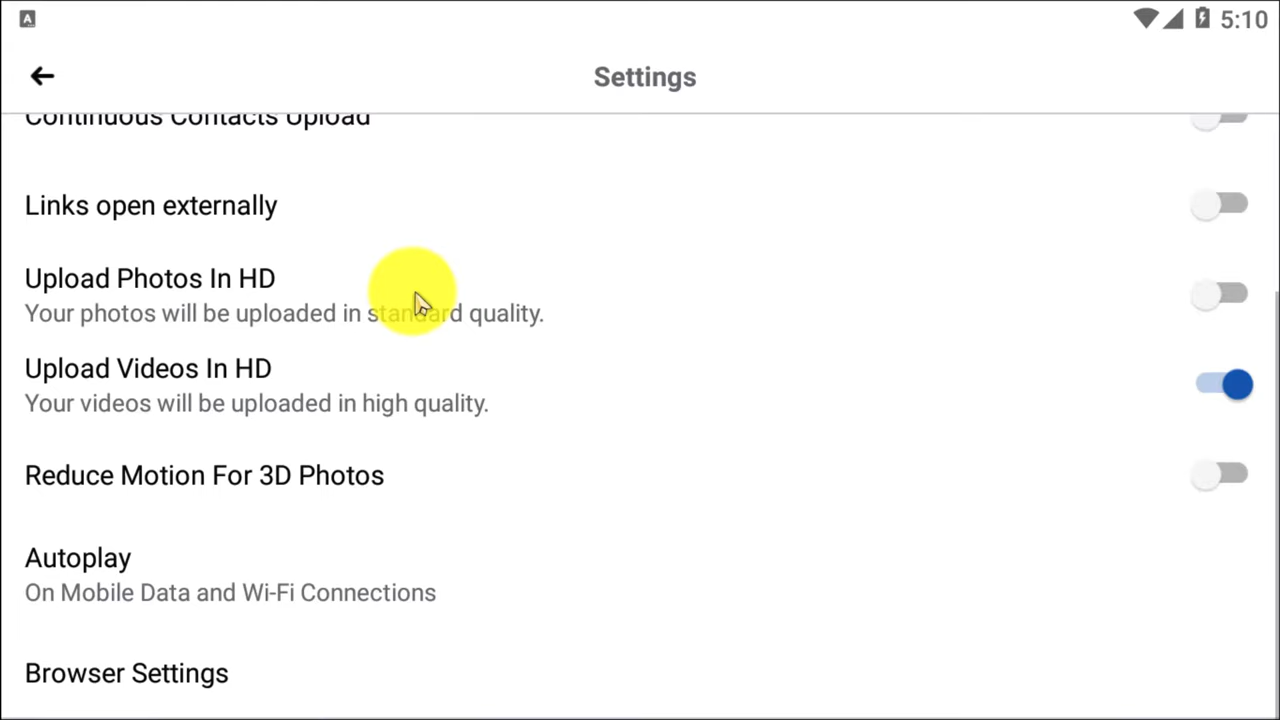 A
5:10
Settings
Continuous Contacts Upload
Links open externally
Upload Photos In HD
Your photos will be uploaded in standard quality.
Upload Videos In HD
Your videos will be uploaded in high quality.
Reduce Motion For 3D Photos
Autoplay
On Mobile Data and Wi-Fi Connections
Browser Settings